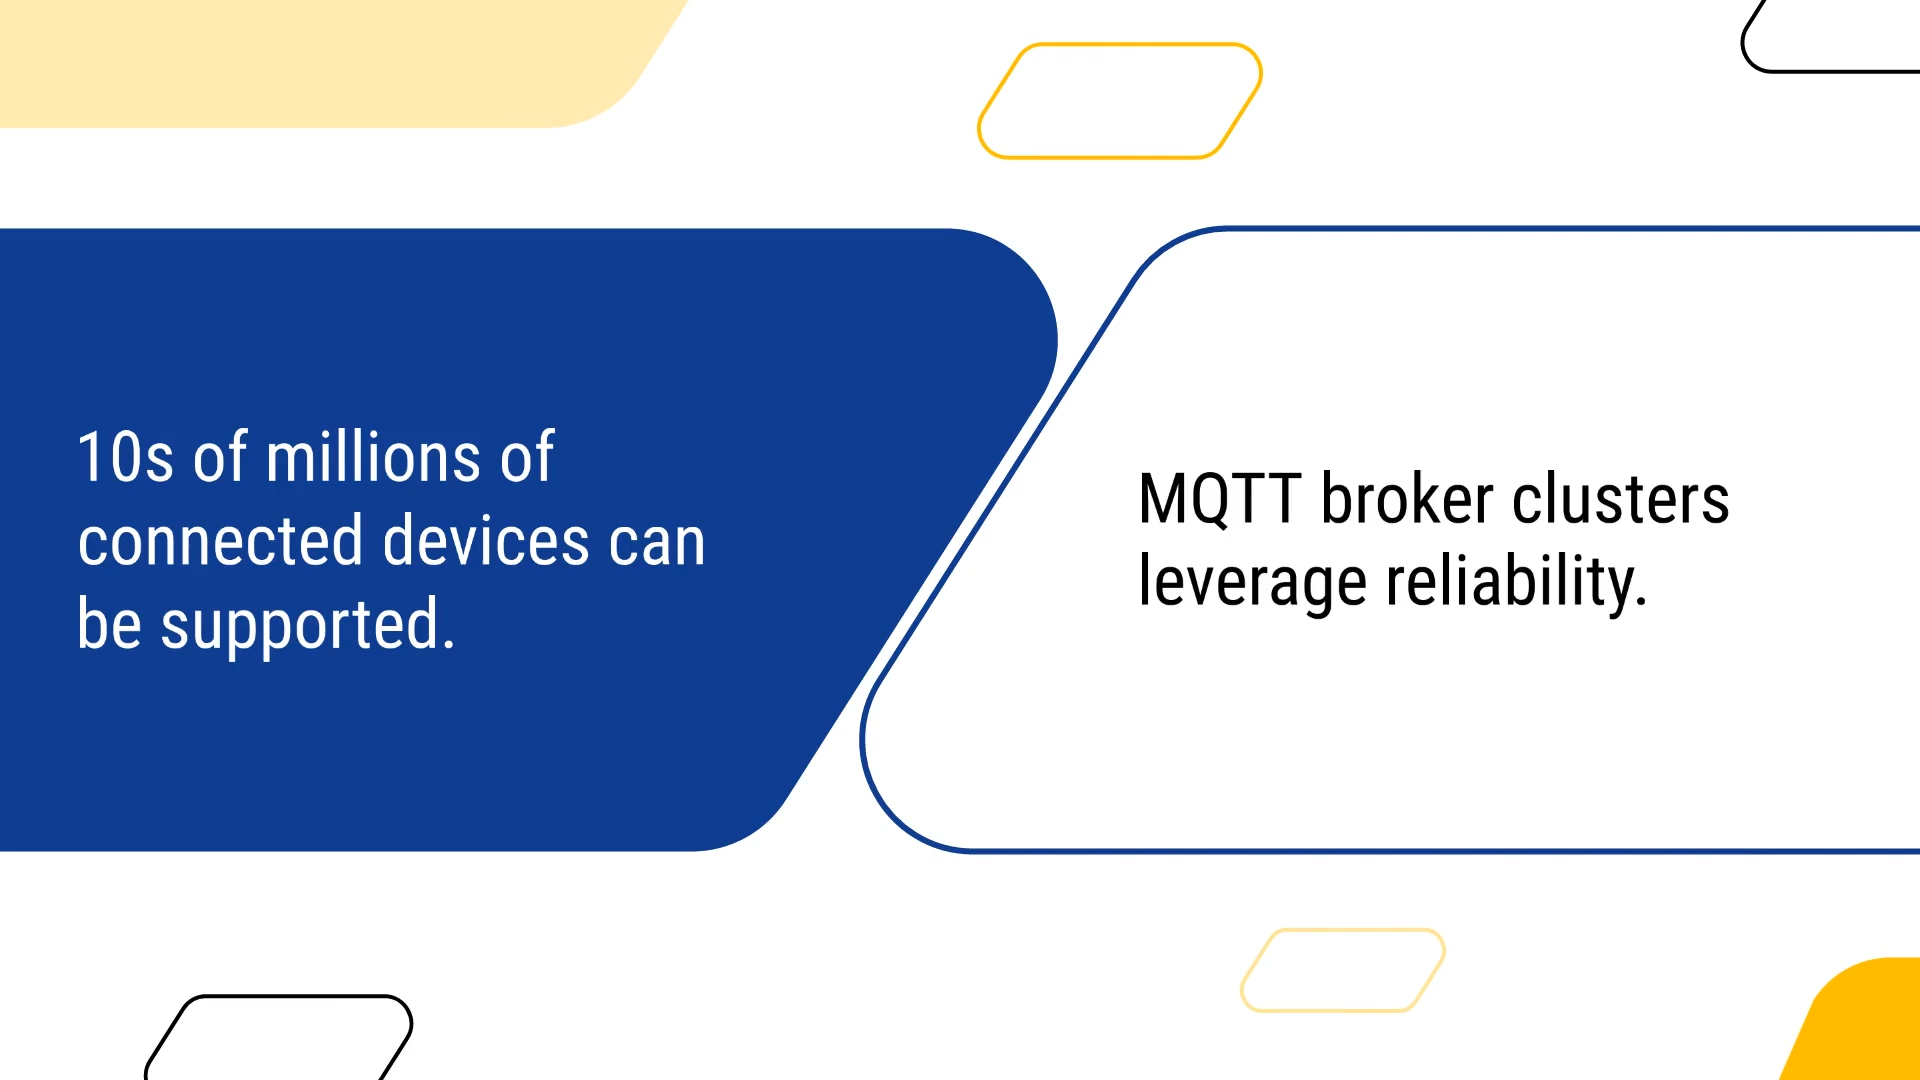 10s of millions of
connected devices can
be supported.
MQTT broker clusters
leverage reliability.